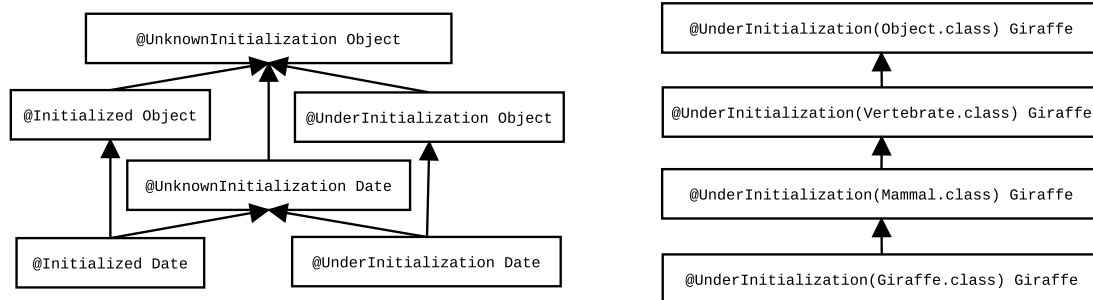 @UnknownInitialization Object
@Initialized Object
@UnderInitialization Object
@UnknownInitialization Date
@Initialized Date
@UnderInitialization Date
@UnderInitialization(Object.class) Giraffe
@UnderInitialization(Vertebrate.class) Giraffe
@UnderInitialization(Mammal.class) Giraffe
@UnderInitialization(Giraffe.class) Giraffe